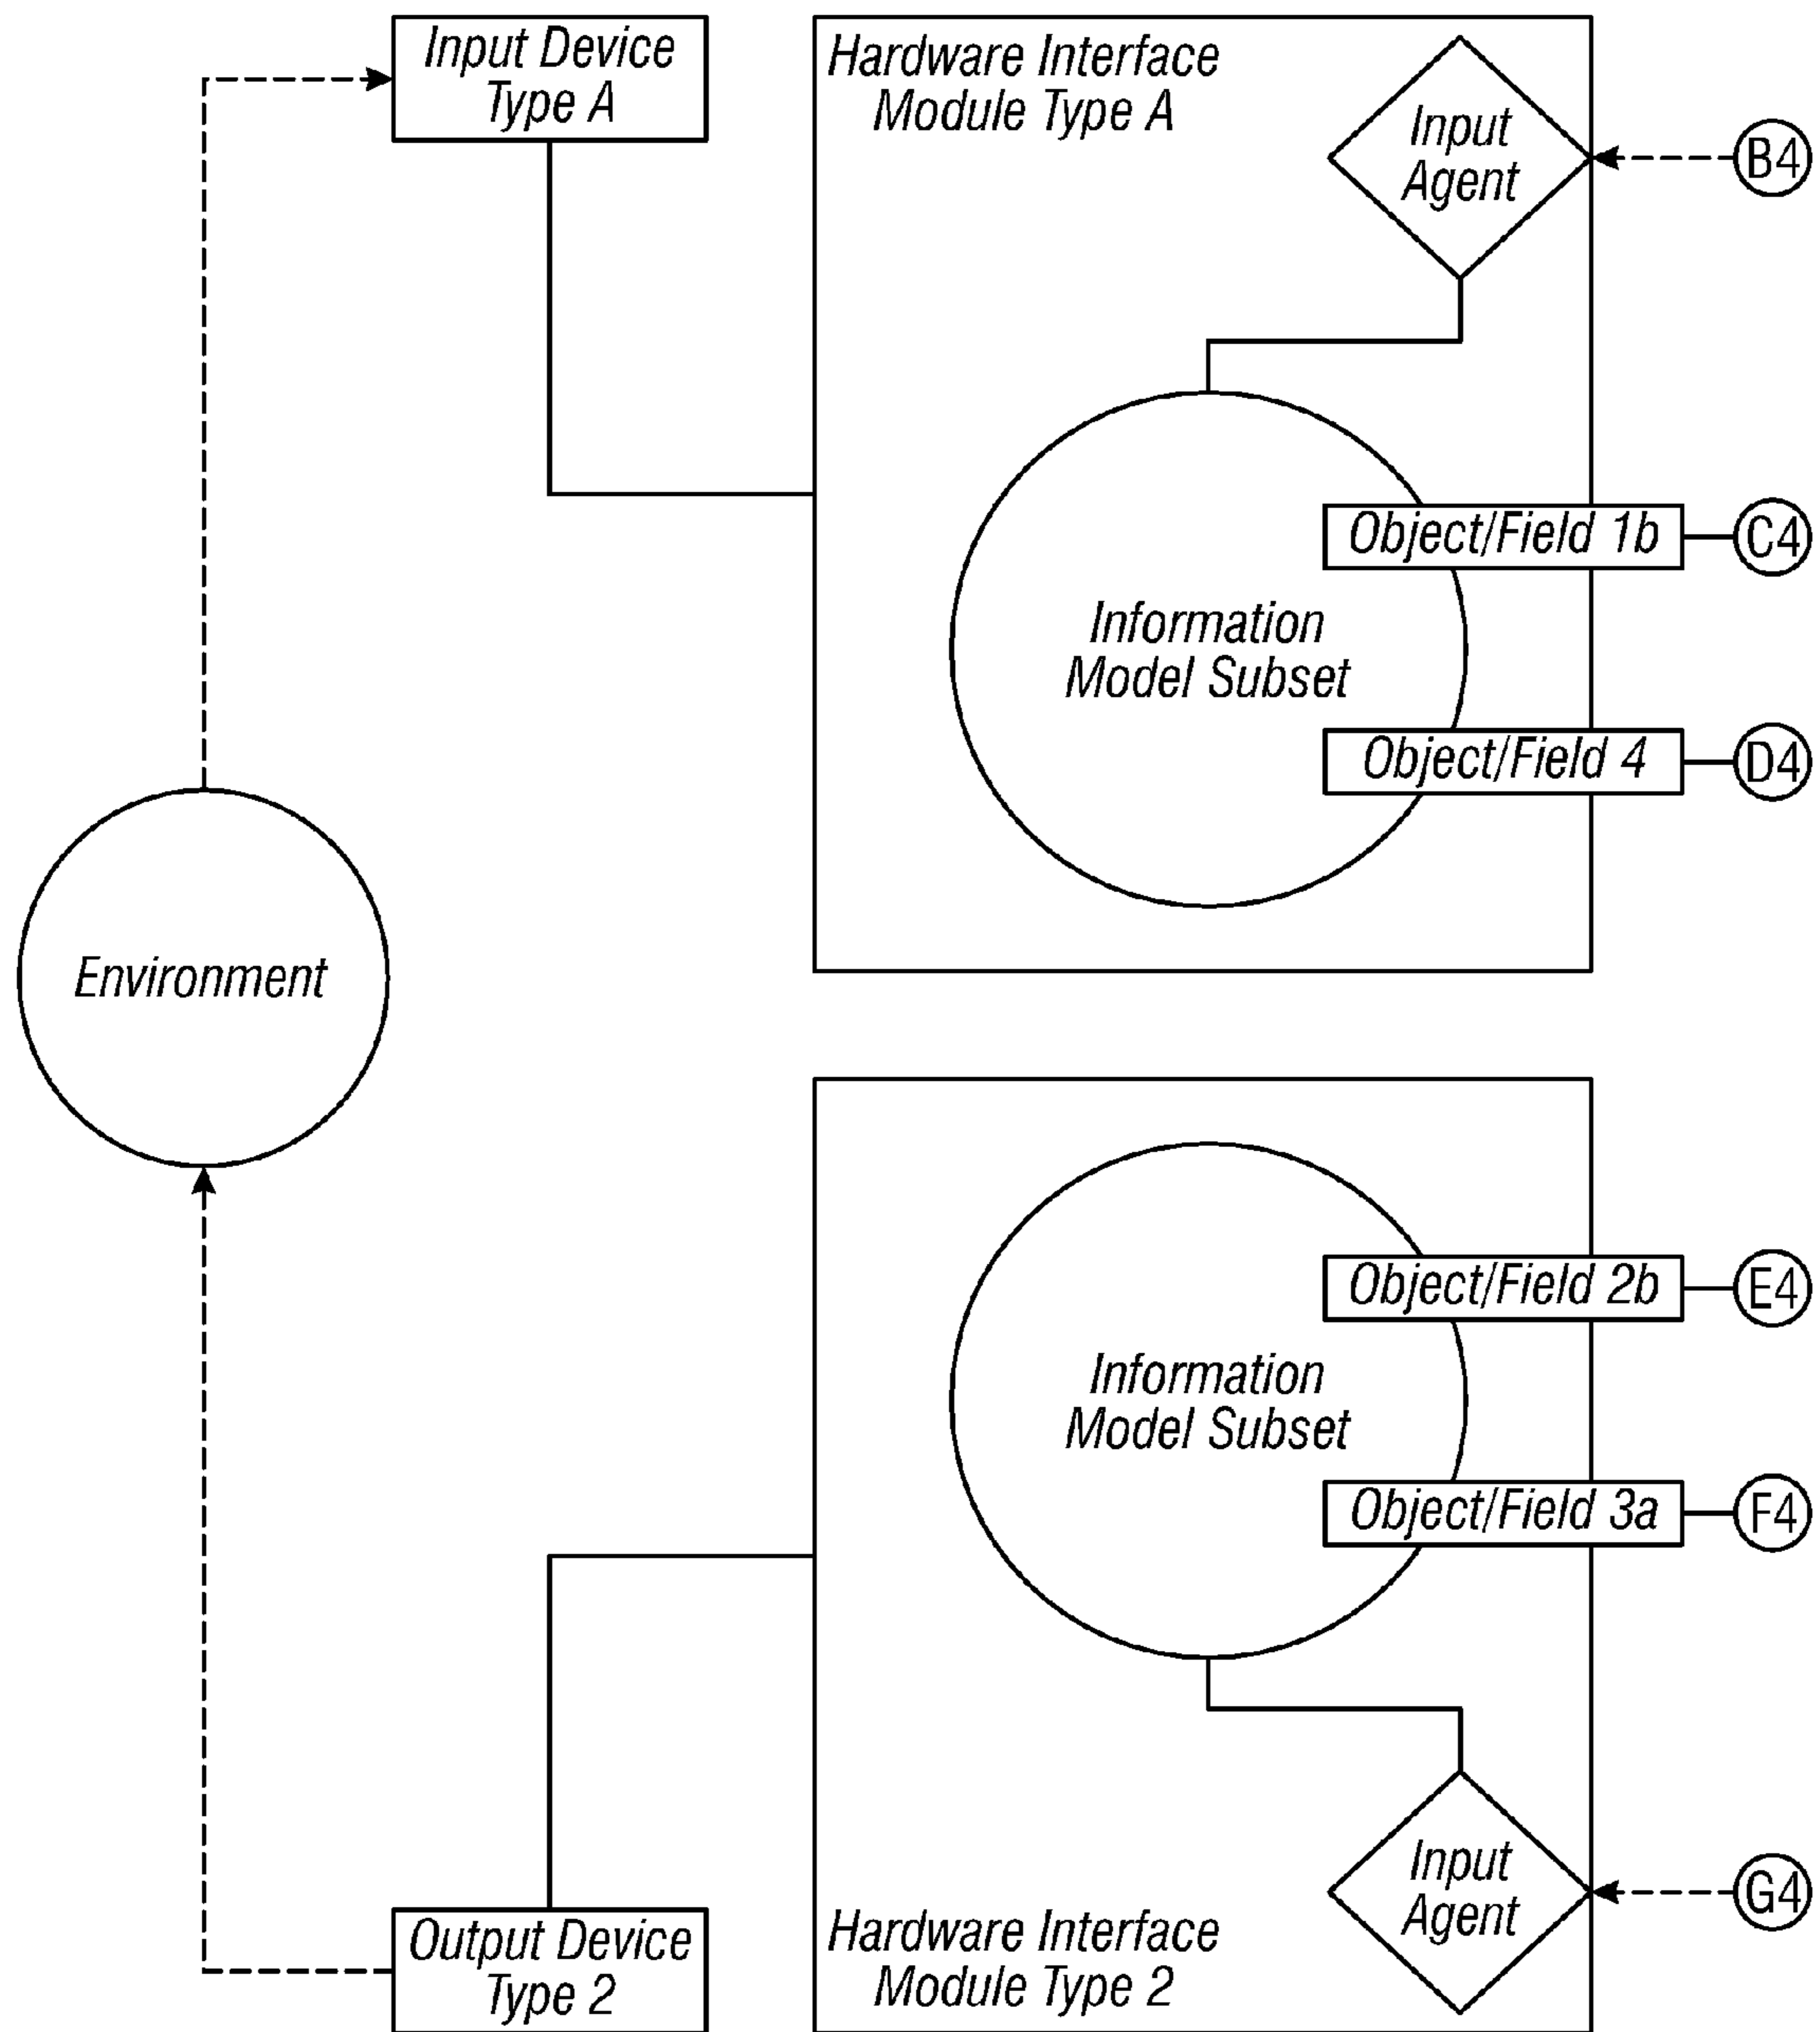 Input Device
Type A
Hardware Interface
Module Type A
Input
Agent
B4
Object/Field 1b
C4
Information
Model Subset
Object/Field 4
D4
Environment
Object/Field 2b
E4
Information
Model Subset
Object/Field 3a
F4
Input
Agent
G4
Output Device
Type 2
Hardware Interface
Module Type 2